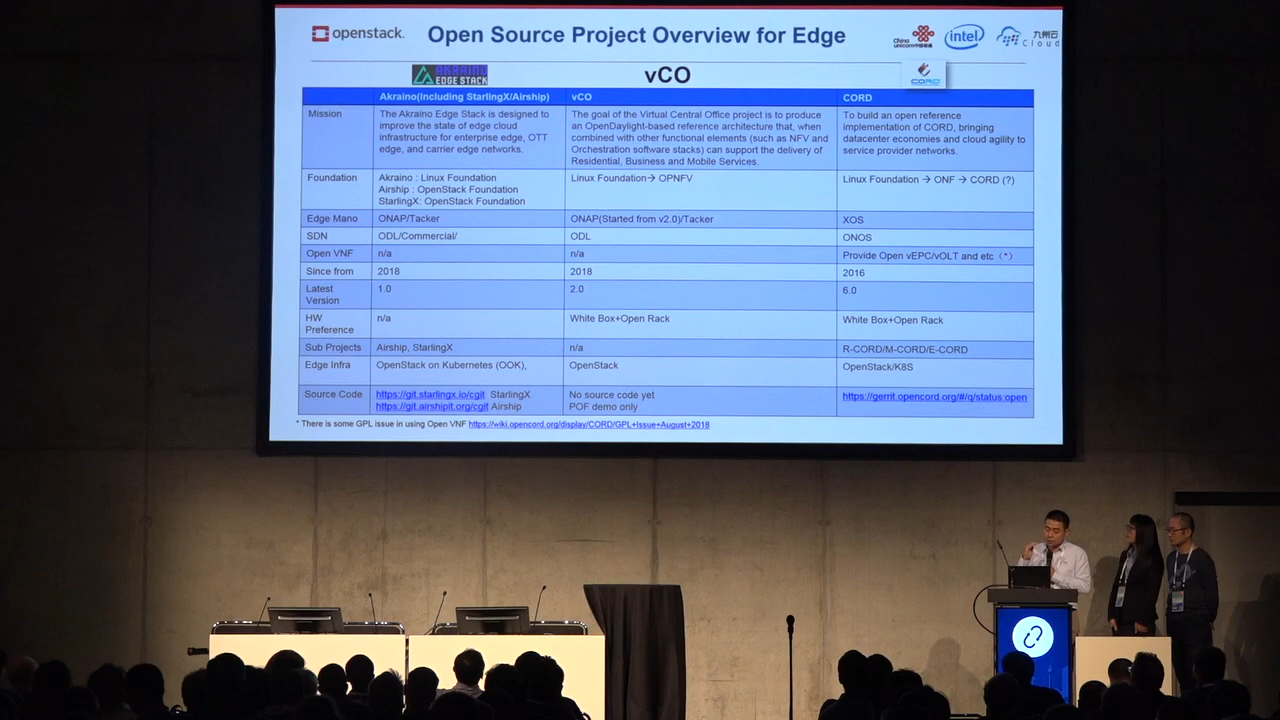 openstack.
Open Source Project Overview for Edge
China
unicom中国联通
intel
九州云
Cloud
AKRAINO
EDGE STACK
vCO
CORD
Akraino(Including StarlingX/Airship)
vCO
CORD
Mission
The Akraino Edge Stack is designed to
improve the state of edge cloud
infrastructure for enterprise edge, OTT
edge, and carrier edge networks.
The goal of the Virtual Central Office project is to produce
an OpenDaylight-based reference architecture that, when
combined with other functional elements (such as NFV and
Orchestration software stacks) can support the delivery of
Residential, Business and Mobile Services.
To build an open reference
implementation of CORD, bringing
datacenter economies and cloud agility to
service provider networks.
Foundation
Akraino : Linux Foundation
Airship : OpenStack Foundation
StarlingX: OpenStack Foundation
Linux Foundation→ OPNFV
Linux Foundation → ONF → CORD (?)
Edge Mano
ONAP/Tacker
ONAP(Started from v2.0)/Tacker
XOS
SDN
ODL/Commercial/
ODL
ONOS
Open VNF
n/a
n/a
Provide Open vEPC/vOLT and etc （*）
Since from
2018
2018
2016
Latest
Version
1.0
2.0
6.0
HW
Preference
n/a
White Box+Open Rack
White Box+Open Rack
Sub Projects
Airship, StarlingX
n/a
R-CORD/M-CORD/E-CORD
Edge Infra
OpenStack on Kubernetes (OOK),
OpenStack
OpenStack/K8S
Source Code
https://git.starlingx.io/cgit StarlingX
https://git.airshipit.org/cgit Airship
No source code yet
POF demo only
https://gerrit.opencord.org/#/q/status:open
* There is some GPL issue in using Open VNF https://wiki.opencord.org/display/CORD/GPL+Issue+August+2018